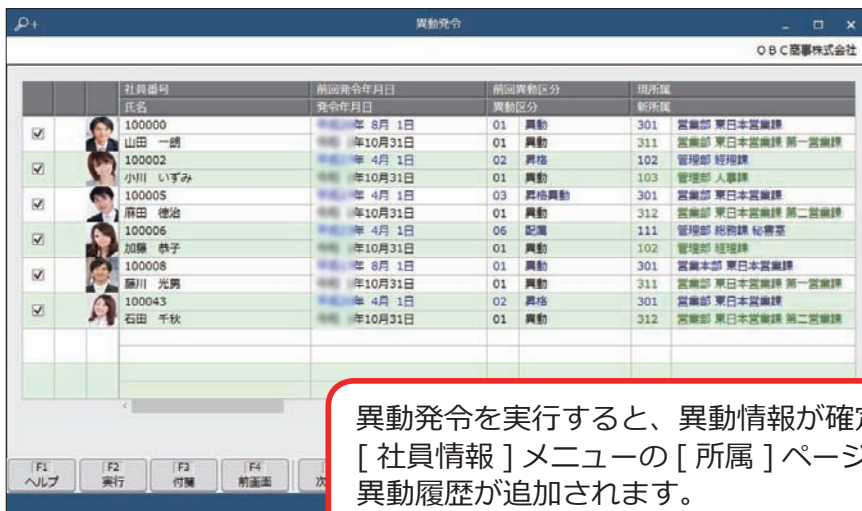 異動発令
OBC商事株式会社
社員番号 前回発令年月日 前回異動区分 現所属
氏名 発令年月日 異動区分 新所属
100000 年 8月 1日 01 異動 301 営業部 東日本営業課
山田 一朗 年10月31日 01 異動 311 営業部 東日本営業課 第一営業課
100002 年 4月 1日 02 昇格 102 管理部 経理課
小川 いずみ 年10月31日 01 異動 103 管理部 人事課
100005 年 4月 1日 03 昇格異動 301 営業部 東日本営業課
麻田 徳治 年10月31日 01 異動 312 営業部 東日本営業課 第二営業課
100006 年 4月 1日 06 配属 111 管理部 総務課 秘書室
加藤 恭子 年10月31日 01 異動 102 管理部 経理課
100008 年 8月 1日 01 異動 301 営業本部 東日本営業課
藤川 光男 年10月31日 01 異動 311 営業部 東日本営業課 第一営業課
100043 年 4月 1日 02 昇格 301 営業部 東日本営業課
石田 千秋 年10月31日 01 異動 312 営業部 東日本営業課 第二営業課
異動発令を実行すると、異動情報が確定
[ 社員情報 ] メニューの [ 所属 ] ページ
異動履歴が追加されます。
F1 F2 F3 F4
ヘルプ 実行 付箋 前画面 次